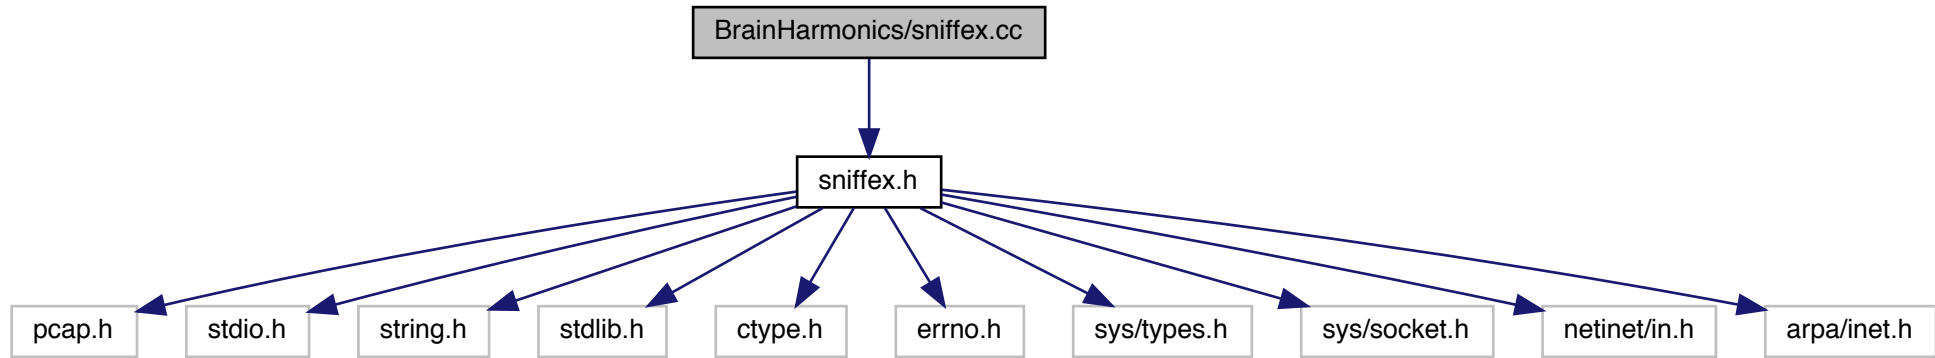 BrainHarmonics/sniffex.cc
sniffex.h
pcap.h
stdio.h
string.h
stdlib.h
ctype.h
errno.h
sys/types.h
sys/socket.h
netinet/in.h
arpa/inet.h